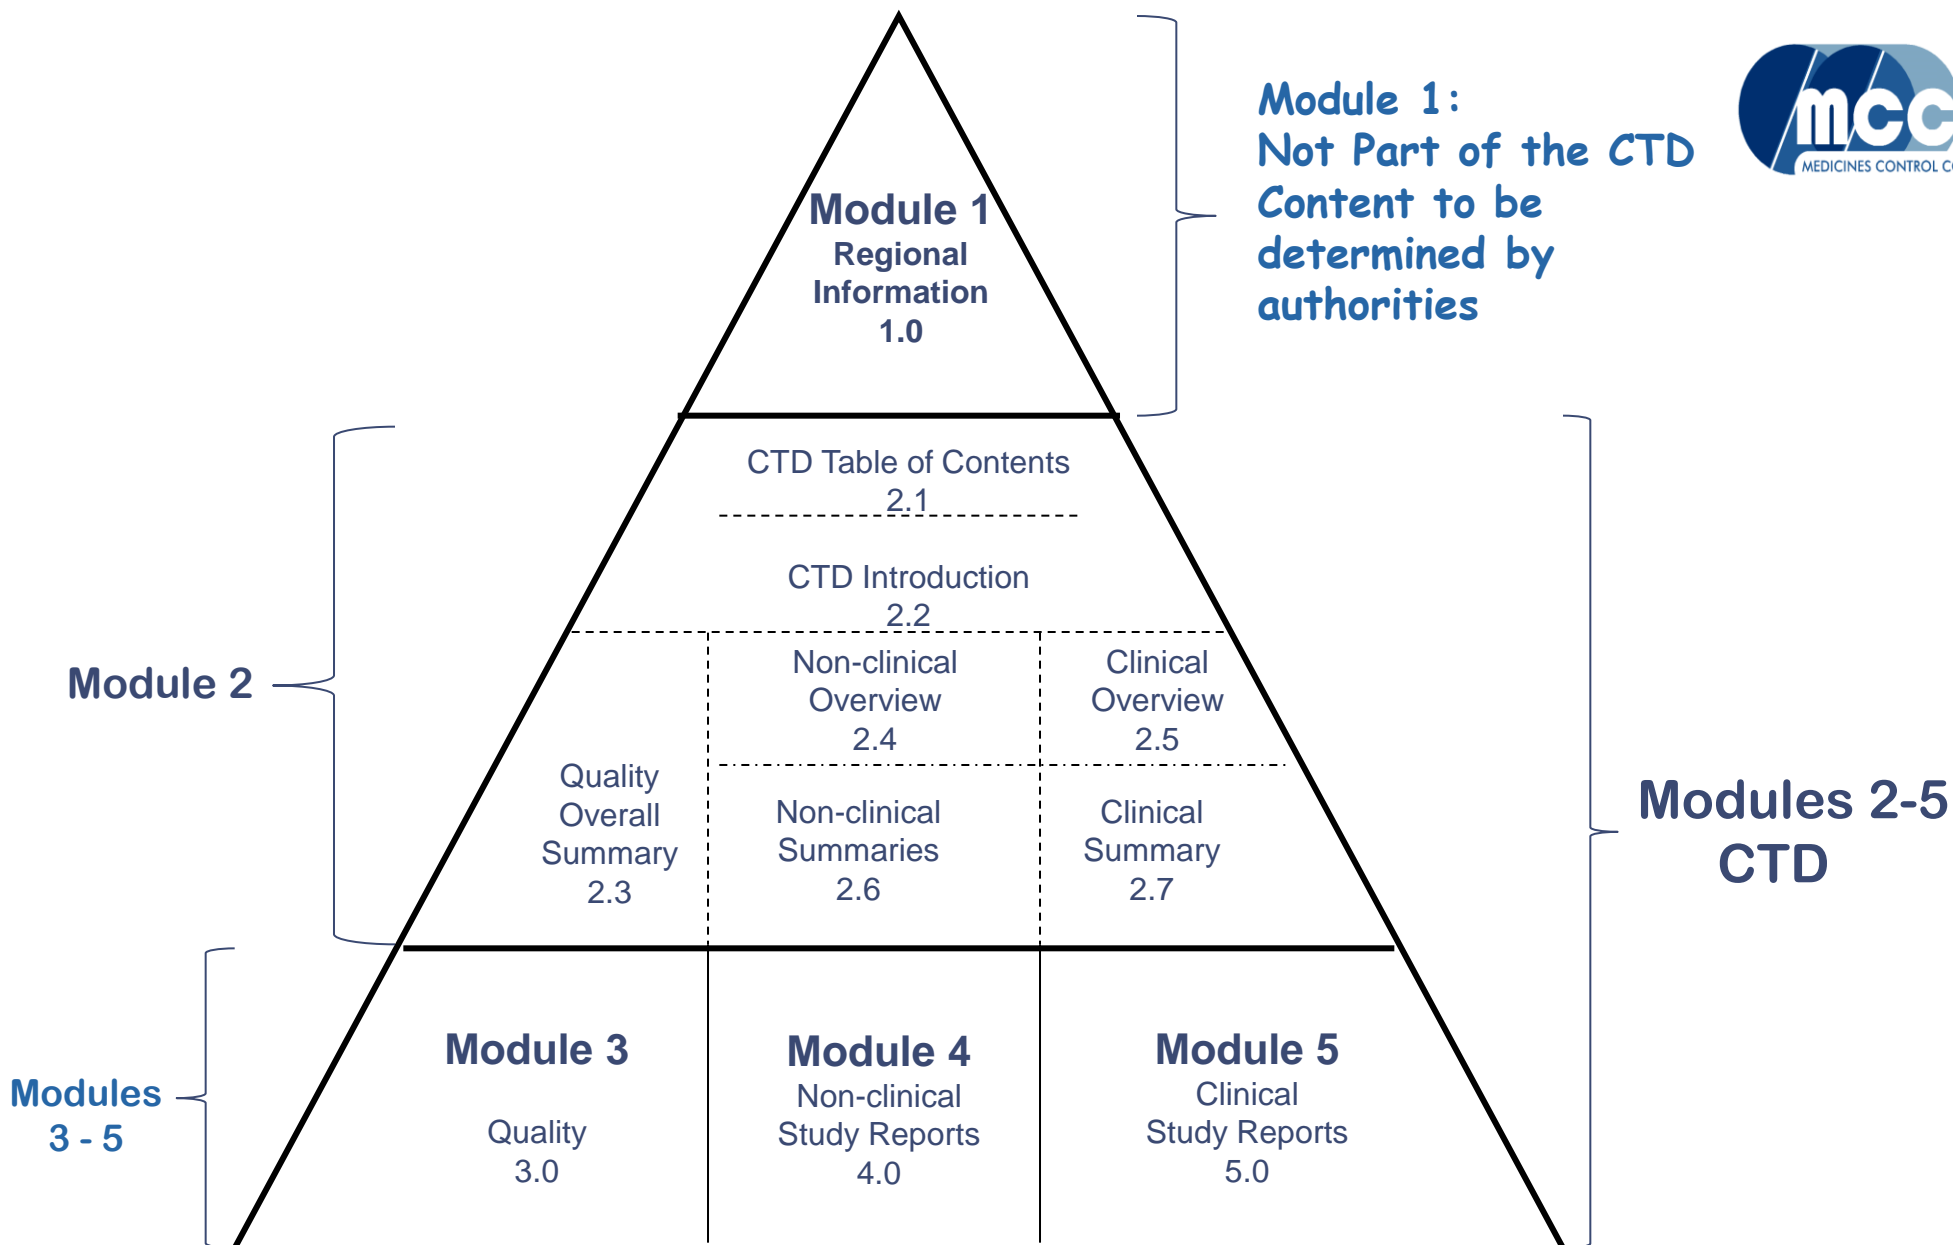 Module 1:
Not Part of the CTD
Content to be
determined by
authorities
mcc
MEDICINES CONTROL
Module 1
Regional
Information
1.0
CTD Table of Contents
2.1
CTD Introduction
2.2
Module 2
Non-clinical
Overview
2.4
Clinical
Overview
2.5
Quality
Overall
Summary
2.3
Non-clinical
Summaries
2.6
Clinical
Summary
2.7
Modules 2-5
CTD
Modules
3 - 5
Module 3
Quality
3.0
Module 4
Non-clinical
Study Reports
4.0
Module 5
Clinical
Study Reports
5.0